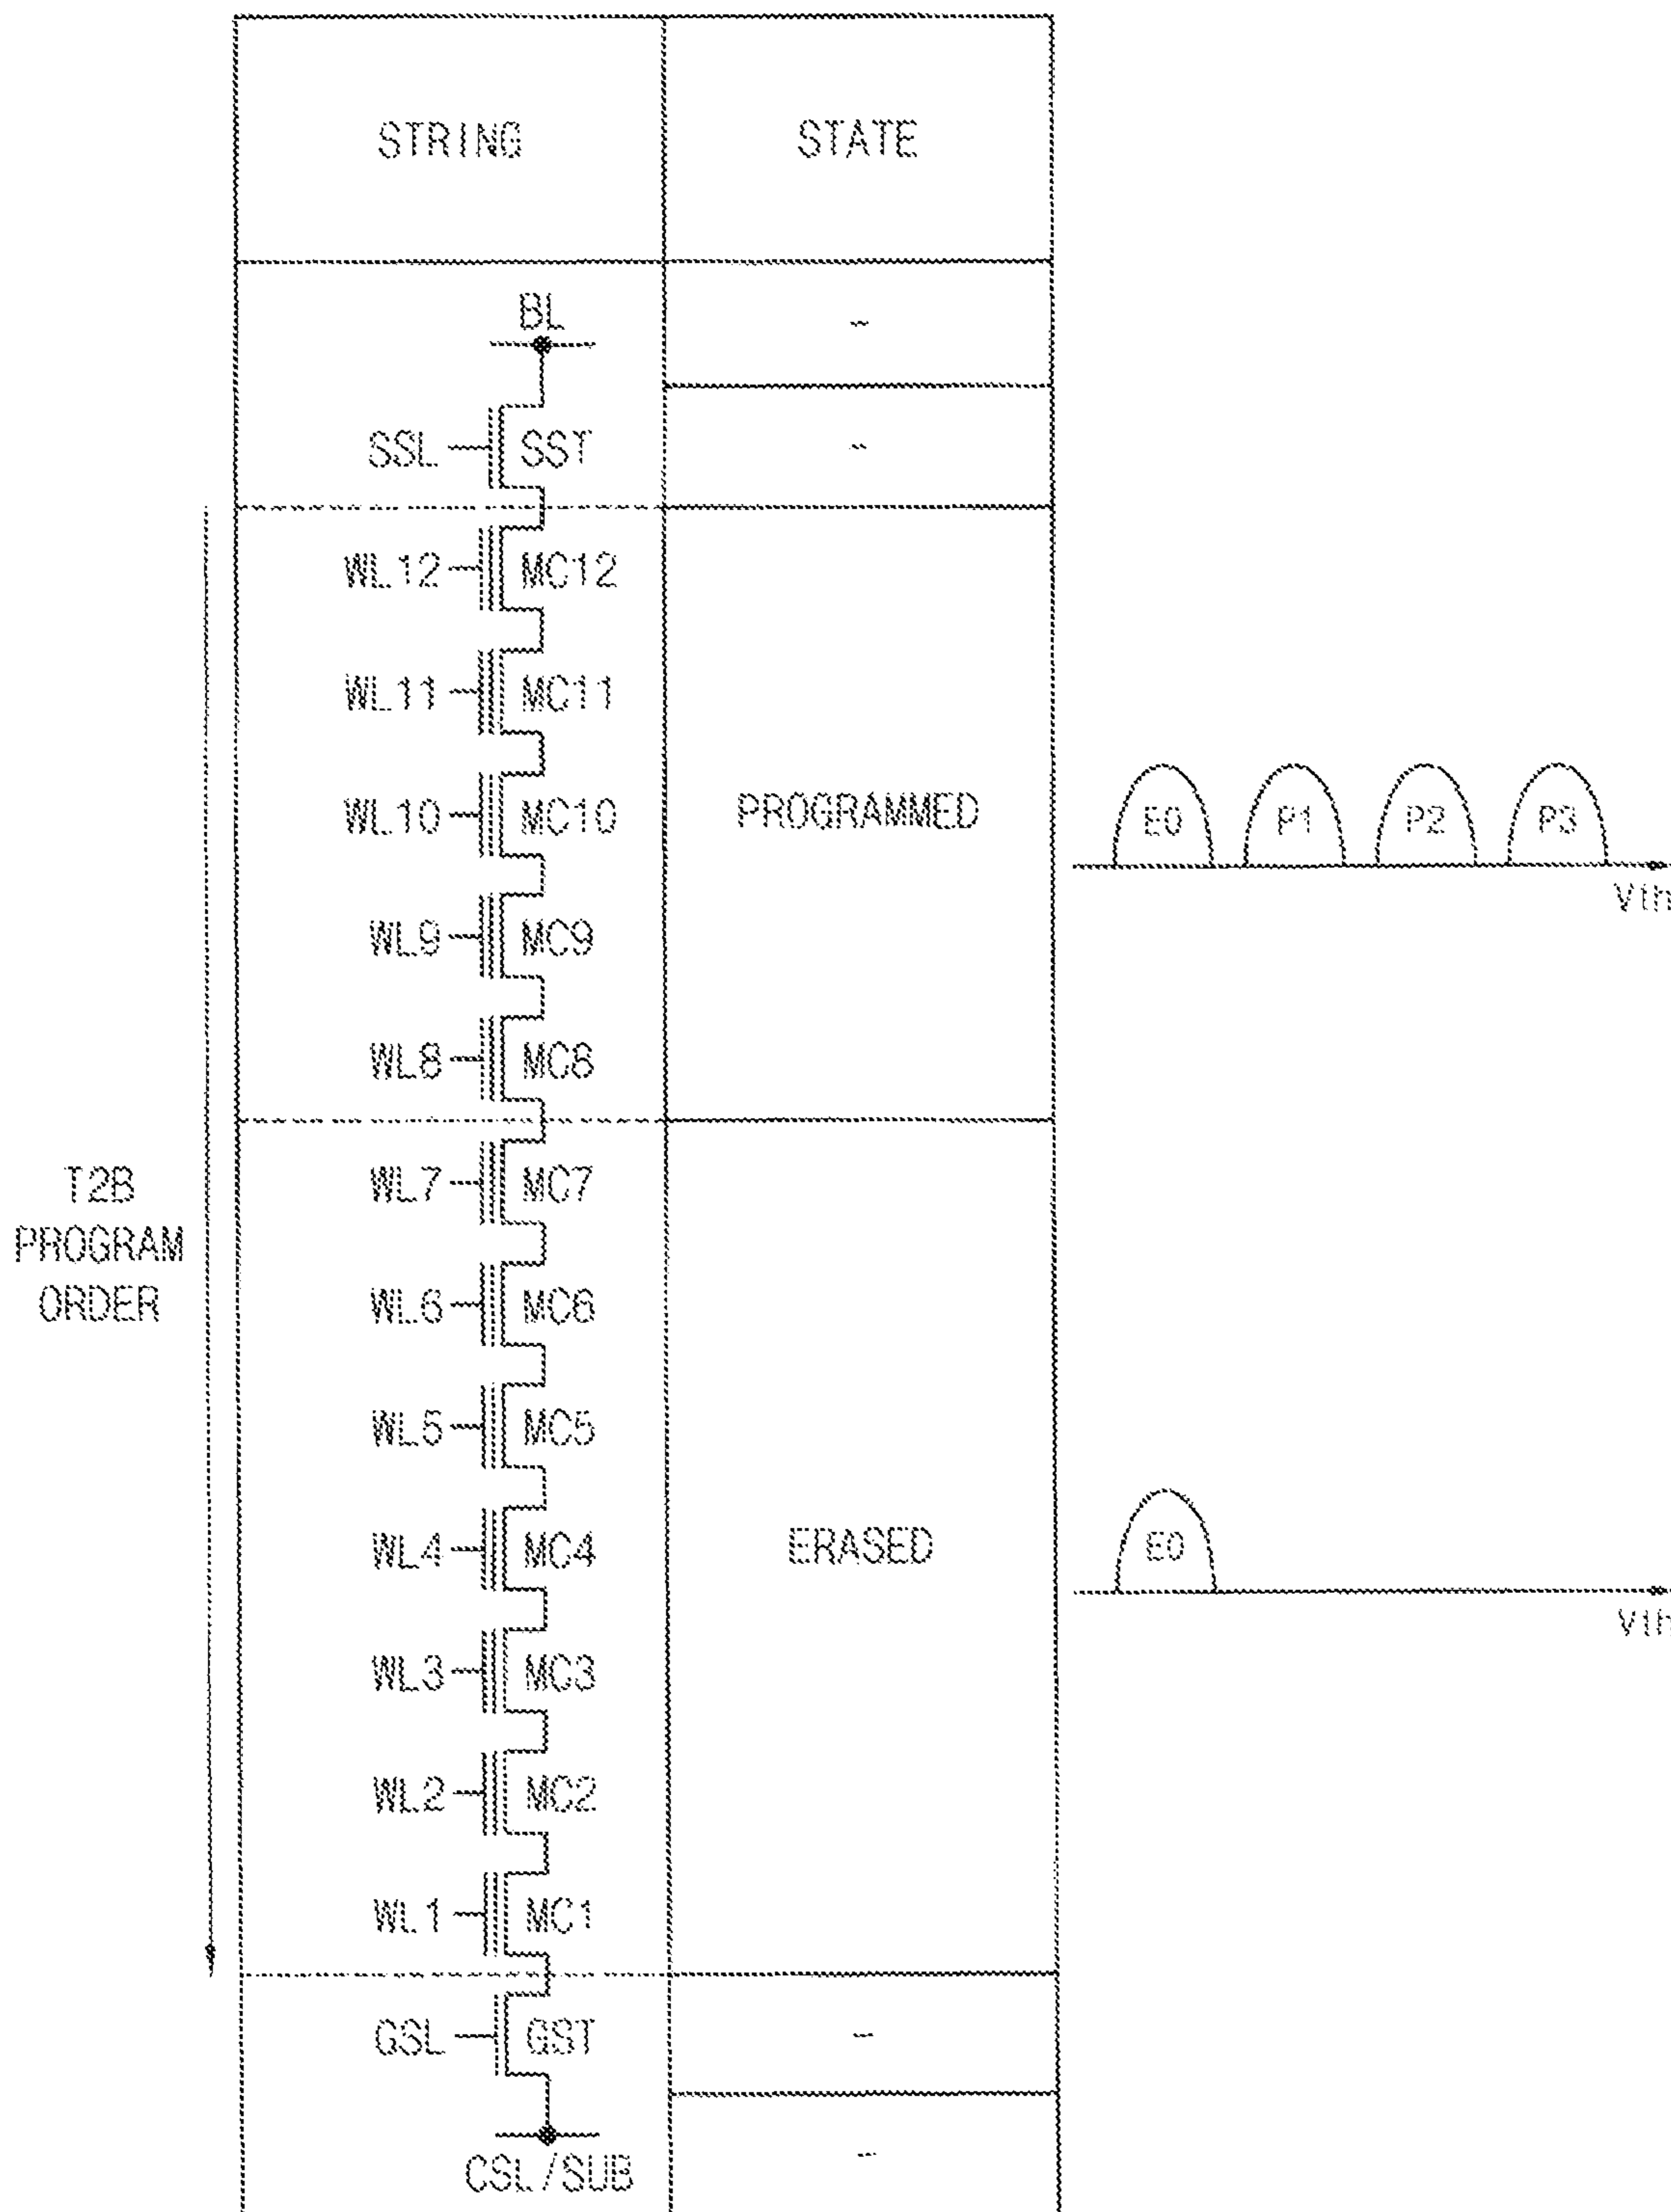 STRING STATE
BL -
SSL SST -
WL12 MC12
WL11 MC11
WL10 MC10 PROGRAMMED E0 P1 P2 P3
Vth
WL9 MC9
WL8 MC8
WL7 MC7
T2B
PROGRAM
ORDER
WL6 MC6
WL5 MC5
WL4 MC4 ERASED E0
Vth
WL3 MC3
WL2 MC2
WL1 MC1
GSL GST -
CSL/SUB -